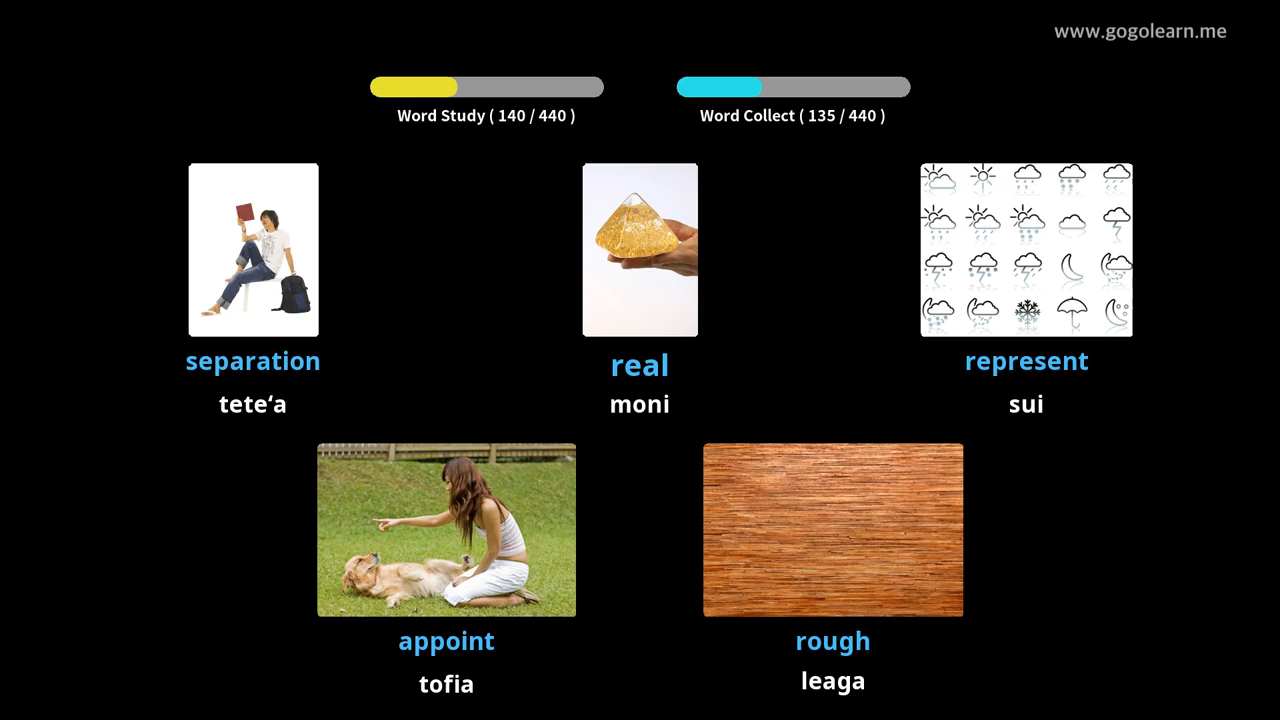 www.gogolearn.me
Word Study ( 140 / 440 )
Word Collect ( 135 / 440 )
separation
teteʻa
real
moni
represent
sui
appoint
tofia
rough
leaga